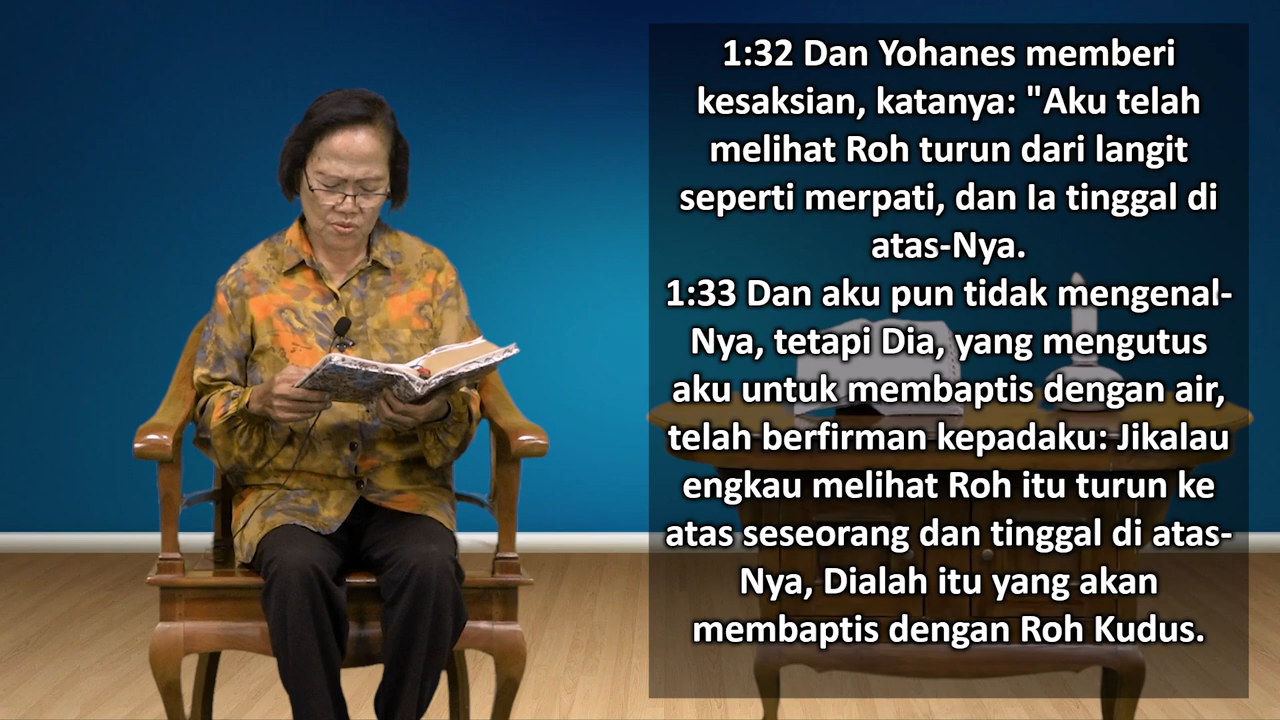 1:32 Dan Yohanes memberi
kesaksian, katanya: "Aku telah
melihat Roh turun dari langit
seperti merpati, dan Ia tinggal di
atas-Nya.
1:33 Dan aku pun tidak mengenal-
Nya, tetapi Dia, yang mengutus
aku untuk membaptis dengan air,
telah berfirman kepadaku: Jikalau
engkau melihat Roh itu turun ke
atas seseorang dan tinggal di atas-
Nya, Dialah itu yang akan
membaptis dengan Roh Kudus.